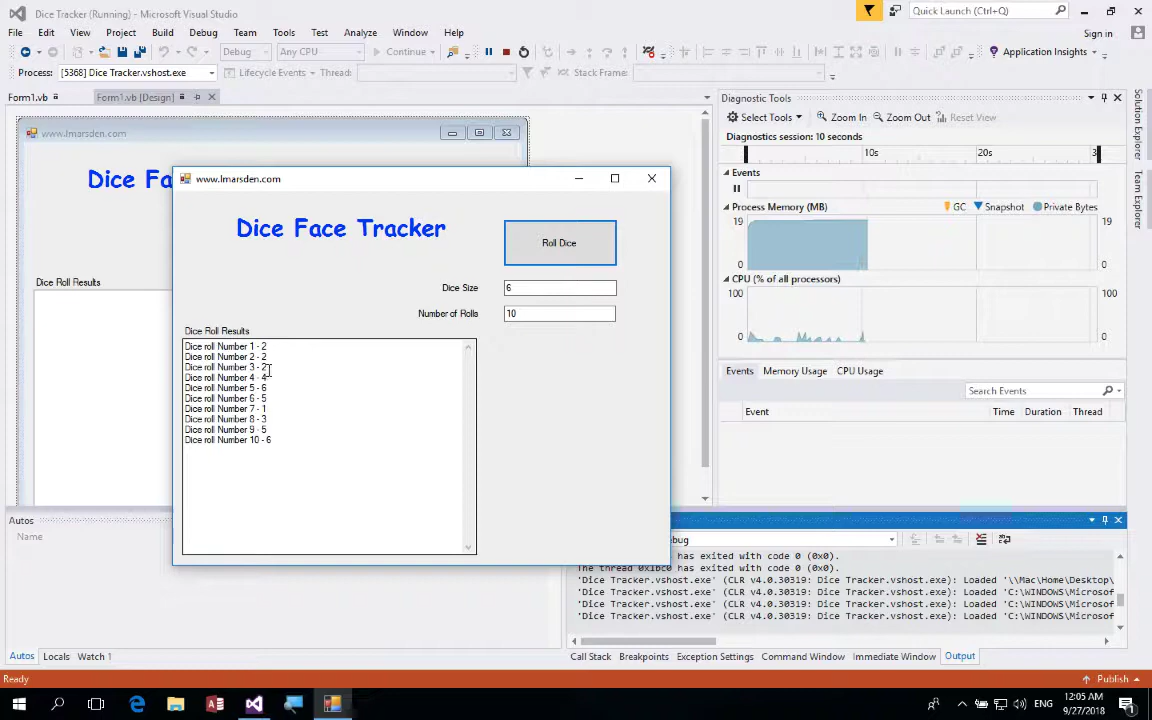 Dice Tracker (Running) - Microsoft Visual Studio
Quick Launch (Ctrl+Q)
File Edit View Project Build Debug Team Tools Test Analyze Window Help
Sign in
Debug Any CPU Continue Application Insights
Process: [5368] Dice Tracker.vshost.exe Lifecycle Events Thread: Stack Frame:
Form1.vb Form1.vb [Design]
Diagnostic Tools
Select Tools Zoom In Zoom Out Reset View
Diagnostics session: 10 seconds
10s 20s
Events
Process Memory (MB) GC Snapshot Private Bytes
19 19
0 0
CPU (% of all processors)
100 100
0 0
Events Memory Usage CPU Usage
Search Events
Event Time Duration Thread
Solution Explorer
Team Explorer
www.lmarsden.com
Dice Fa
Dice Roll Results
www.lmarsden.com
Dice Face Tracker
Roll Dice
Dice Size 6
Number of Rolls 10
Dice Roll Results
Dice roll Number 1 - 2
Dice roll Number 2 - 2
Dice roll Number 3 - 2
Dice roll Number 4 - 4
Dice roll Number 5 - 6
Dice roll Number 6 - 5
Dice roll Number 7 - 1
Dice roll Number 8 - 3
Dice roll Number 9 - 5
Dice roll Number 10 - 6
Autos
Name
Autos Locals Watch 1
ebug
has exited with code 0 (0x0).
The thread 0x1bc0 has exited with code 0 (0x0).
'Dice Tracker.vshost.exe' (CLR v4.0.30319: Dice Tracker.vshost.exe): Loaded '\\Mac\Home\Desktop\
'Dice Tracker.vshost.exe' (CLR v4.0.30319: Dice Tracker.vshost.exe): Loaded 'C:\WINDOWS\Microsof
'Dice Tracker.vshost.exe' (CLR v4.0.30319: Dice Tracker.vshost.exe): Loaded 'C:\WINDOWS\Microsof
'Dice Tracker.vshost.exe' (CLR v4.0.30319: Dice Tracker.vshost.exe): Loaded 'C:\WINDOWS\Microsof
Call Stack Breakpoints Exception Settings Command Window Immediate Window Output
Ready
Publish
ENG
12:05 AM
9/27/2018